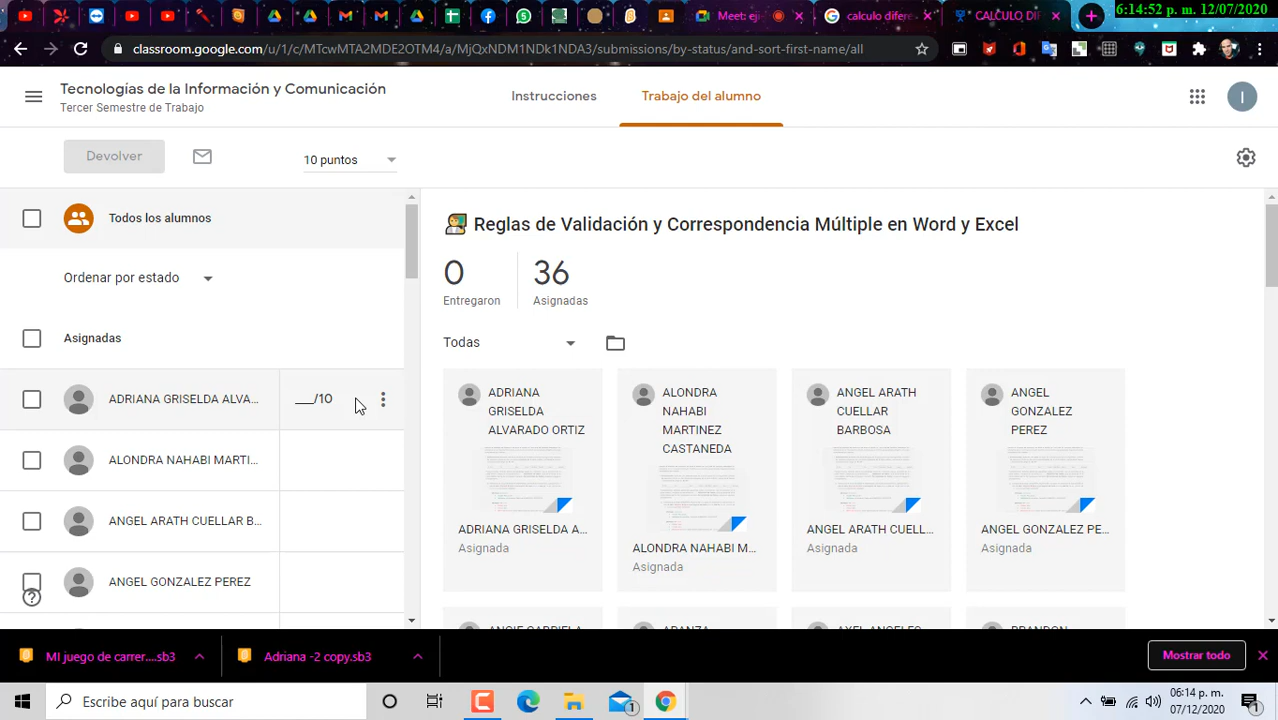 6:14:52 p. m. 12/07/2020
Meet: ej
calculo difere
CALCULO DIF
classroom.google.com/u/1/c/MTcwMTA2MDE2OTM4/a/MjQxNDM1NDk1NDA3/submissions/by-status/and-sort-first-name/all
Tecnologías de la Información y Comunicación
Tercer Semestre de Trabajo
Instrucciones
Trabajo del alumno
I
Devolver
10 puntos
Todos los alumnos
Ordenar por estado
Asignadas
ADRIANA GRISELDA ALVA...
___/10
ALONDRA NAHABI MARTI...
ANGEL ARATH CUELLAR B...
ANGEL GONZALEZ PEREZ
Reglas de Validación y Correspondencia Múltiple en Word y Excel
0
Entregaron
36
Asignadas
Todas
ADRIANA
GRISELDA
ALVARADO ORTIZ
ADRIANA GRISELDA A...
Asignada
ALONDRA
NAHABI
MARTINEZ
CASTANEDA
ALONDRA NAHABI M...
Asignada
ANGEL ARATH
CUELLAR
BARBOSA
ANGEL ARATH CUELL...
Asignada
ANGEL
GONZALEZ
PEREZ
ANGEL GONZALEZ PE...
Asignada
MI juego de carrer....sb3
Adriana -2 copy.sb3
Mostrar todo
Escribe aquí para buscar
1
06:14 p. m.
07/12/2020
1